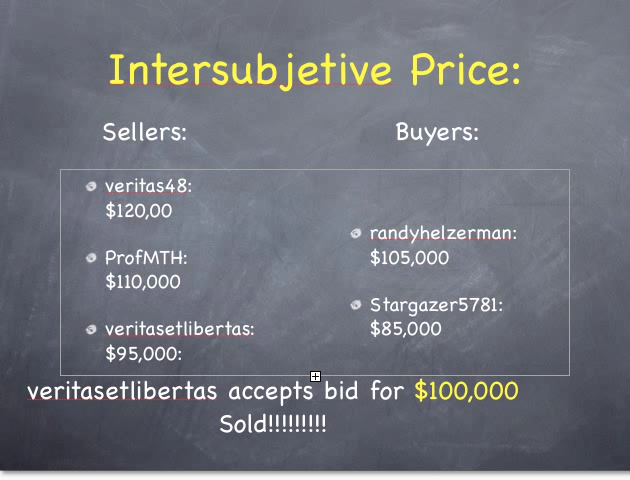 Intersubjetive Price:
Sellers:
Buyers:
veritas48:
$120,00
ProfMTH:
$110,000
veritasetlibertas:
$95,000:
randyhelzerman:
$105,000
Stargazer5781:
$85,000
veritasetlibertas accepts bid for $100,000
Sold!!!!!!!!!